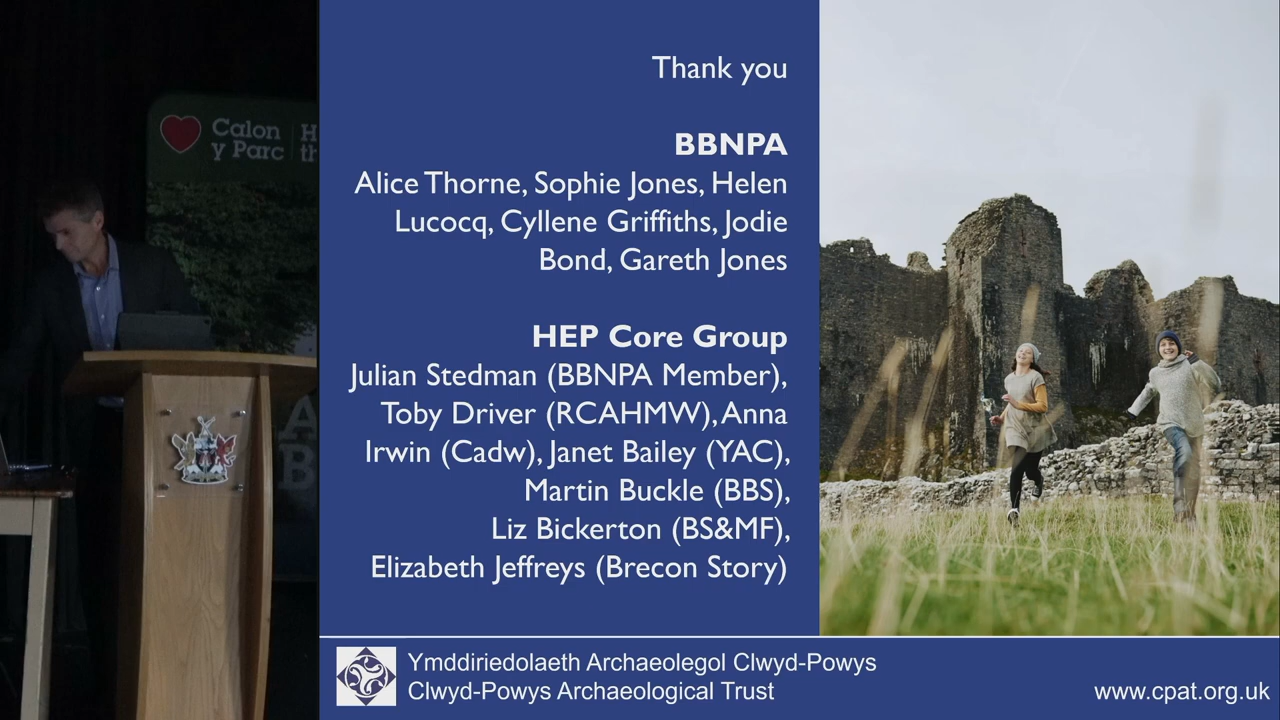 Calon
y Parc
H
th
A
B
Thank you
BBNPA
Alice Thorne, Sophie Jones, Helen
Lucocq, Cyllene Griffiths, Jodie
Bond, Gareth Jones
HEP Core Group
Julian Stedman (BBNPA Member),
Toby Driver (RCAHMW), Anna
Irwin (Cadw), Janet Bailey (YAC),
Martin Buckle (BBS),
Liz Bickerton (BS&MF),
Elizabeth Jeffreys (Brecon Story)
Ymddiriedolaeth Archaeolegol Clwyd-Powys
Clwyd-Powys Archaeological Trust
www.cpat.org.uk